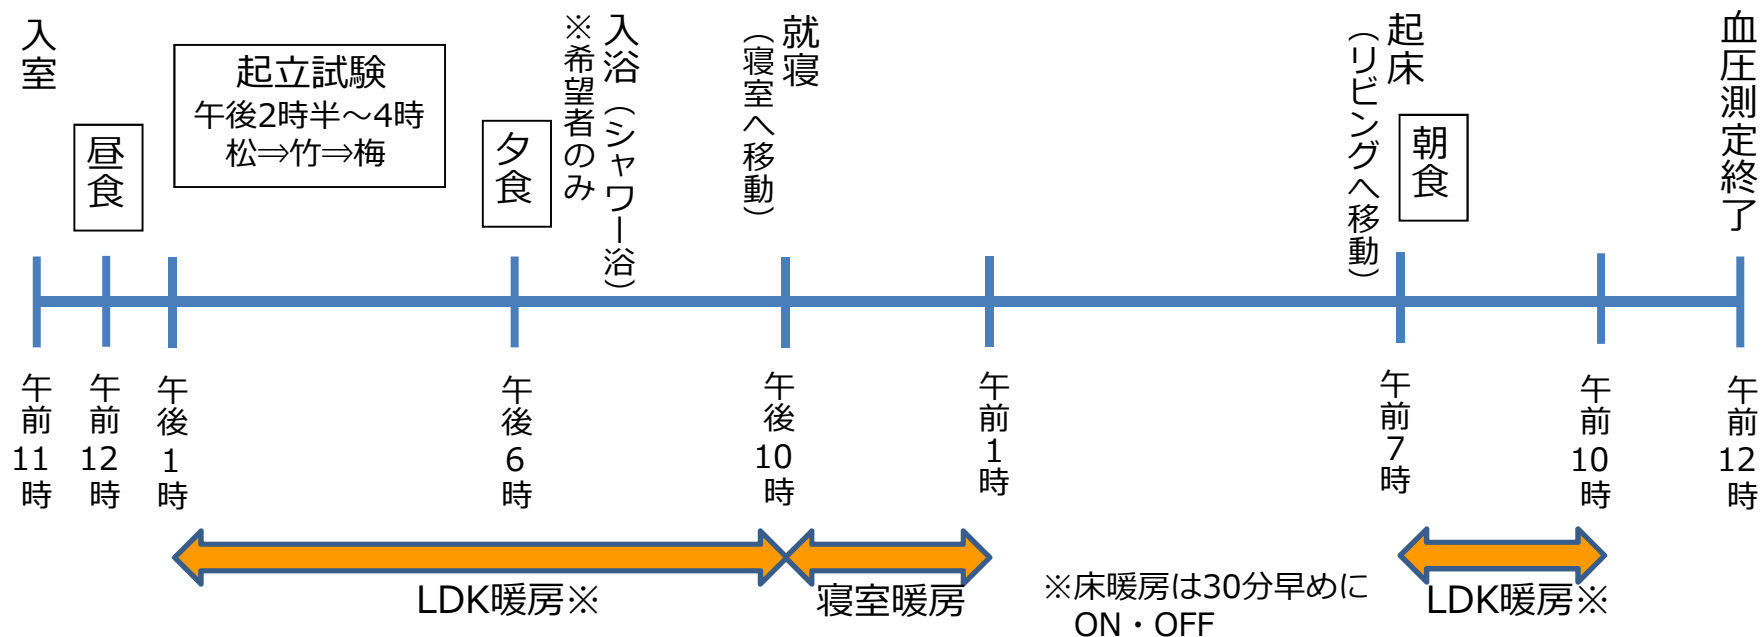 入室
昼食
起立試験
午後2時半～4時
松⇒竹⇒梅
夕食
入浴（シャワー浴）
※希望者のみ
就寝
（寝室へ移動）
起床
（リビングへ移動）
朝食
血圧測定終了
午前11時
午前12時
午後1時
午後6時
午後10時
午前1時
午前7時
午前10時
午前12時
LDK暖房※
寝室暖房
※床暖房は30分早めに
ON・OFF
LDK暖房※